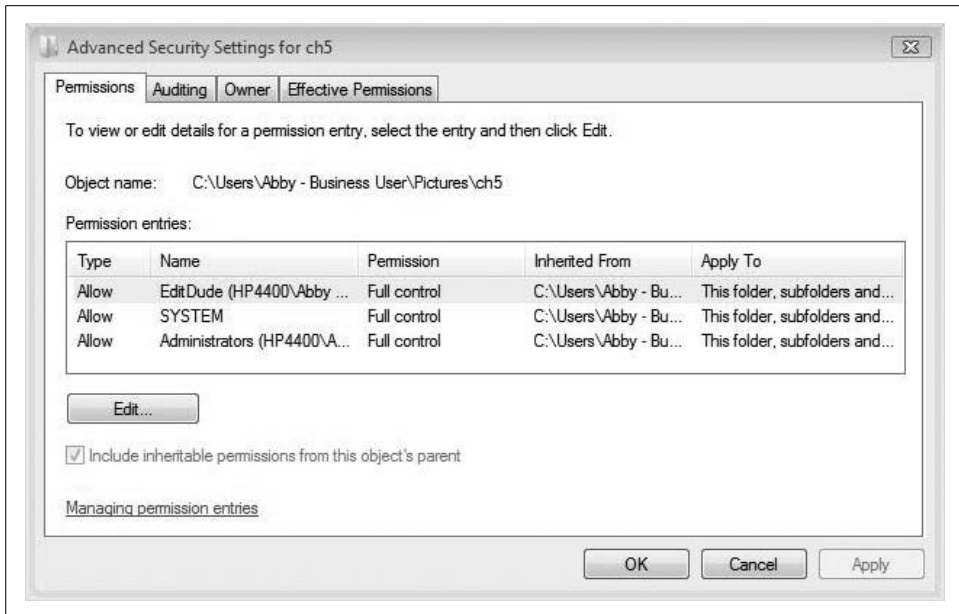 Advanced Security Settings for ch5
Permissions Auditing Owner Effective Permissions
To view or edit details for a permission entry, select the entry and then click Edit.
Object name: C:\Users\Abby - Business User\Pictures\ch5
Permission entries:
Type Name Permission Inherited From Apply To
Allow EditDude (HP4400\Abby ... Full control C:\Users\Abby - Bu... This folder, subfolders and...
Allow SYSTEM Full control C:\Users\Abby - Bu... This folder, subfolders and...
Allow Administrators (HP4400\A... Full control C:\Users\Abby - Bu... This folder, subfolders and...
Edit...
Include inheritable permissions from this object's parent
Managing permission entries
OK Cancel Apply